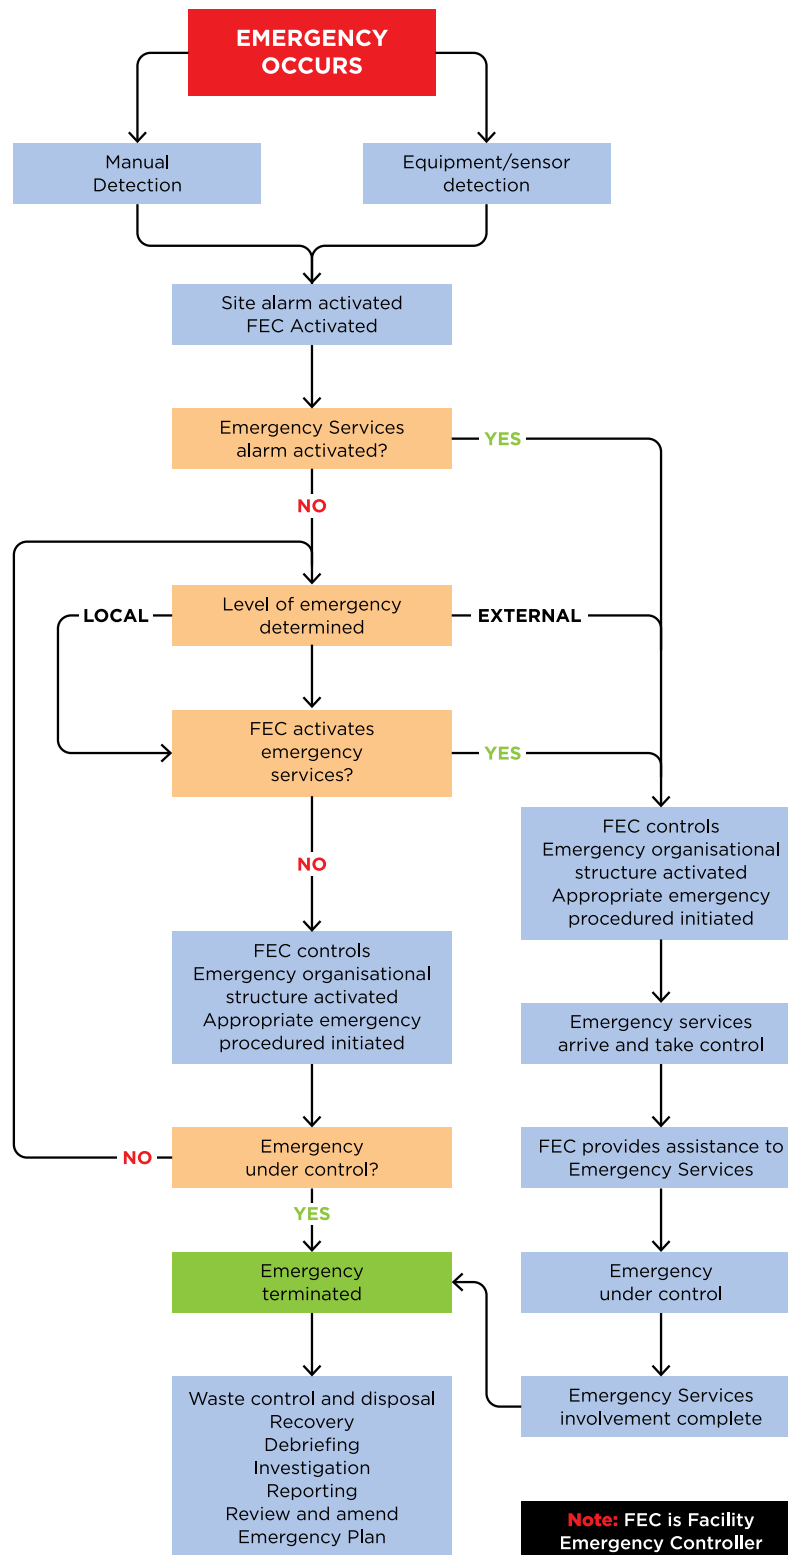 EMERGENCY
OCCURS
Manual
Detection
Equipment/sensor
detection
Site alarm activated
FEC Activated
Emergency Services
alarm activated?
YES
NO
LOCAL
Level of emergency
determined
EXTERNAL
FEC activates
emergency
services?
YES
NO
FEC controls
Emergency organisational
structure activated
Appropriate emergency
procedured initiated
FEC controls
Emergency organisational
structure activated
Appropriate emergency
procedured initiated
Emergency services
arrive and take control
NO
Emergency
under control?
FEC provides assistance to
Emergency Services
YES
Emergency
terminated
Emergency
under control
Waste control and disposal
Recovery
Debriefing
Investigation
Reporting
Review and amend
Emergency Plan
Emergency Services
involvement complete
Note: FEC is Facility
Emergency Controller